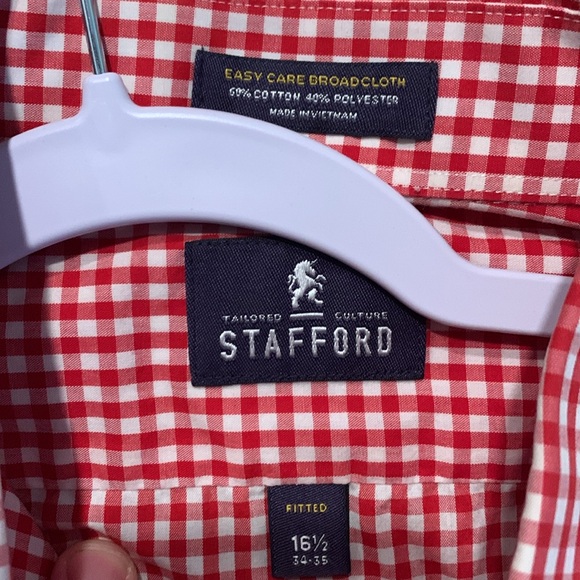 EASY CARE BROADCLOTH
60% COTTON 40% POLYESTER
MADE IN VIETNAM
TAILORED CULTURE
STAFFORD
FITTED
16½
34-35